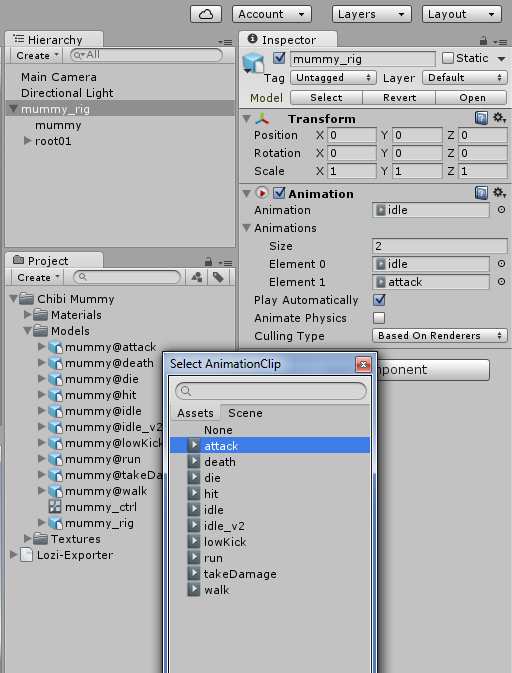 Account Layers Layout
Hierarchy
Create All
Main Camera
Directional Light
mummy_rig
mummy
root01
Project
Create
Chibi Mummy
Materials
Models
mummy@attack
mummy@death
mummy@die
mummy@hit
mummy@idle
mummy@idle_v2
mummy@lowKick
mummy@run
mummy@takeDa
mummy@walk
mummy_ctrl
mummy_rig
Textures
Lozi-Exporter
Inspector
mummy_rig Static
Tag Untagged Layer Default
Model Select Revert Open
Transform
Position X 0 Y 0 Z 0
Rotation X 0 Y 0 Z 0
Scale X 1 Y 1 Z 1
Animation
Animation idle
Animations
Size 2
Element 0 idle
Element 1 attack
Play Automatically
Animate Physics
Culling Type Based On Renderers
ponent
Select AnimationClip
Assets Scene
None
attack
death
die
hit
idle
idle_v2
lowKick
run
takeDamage
walk